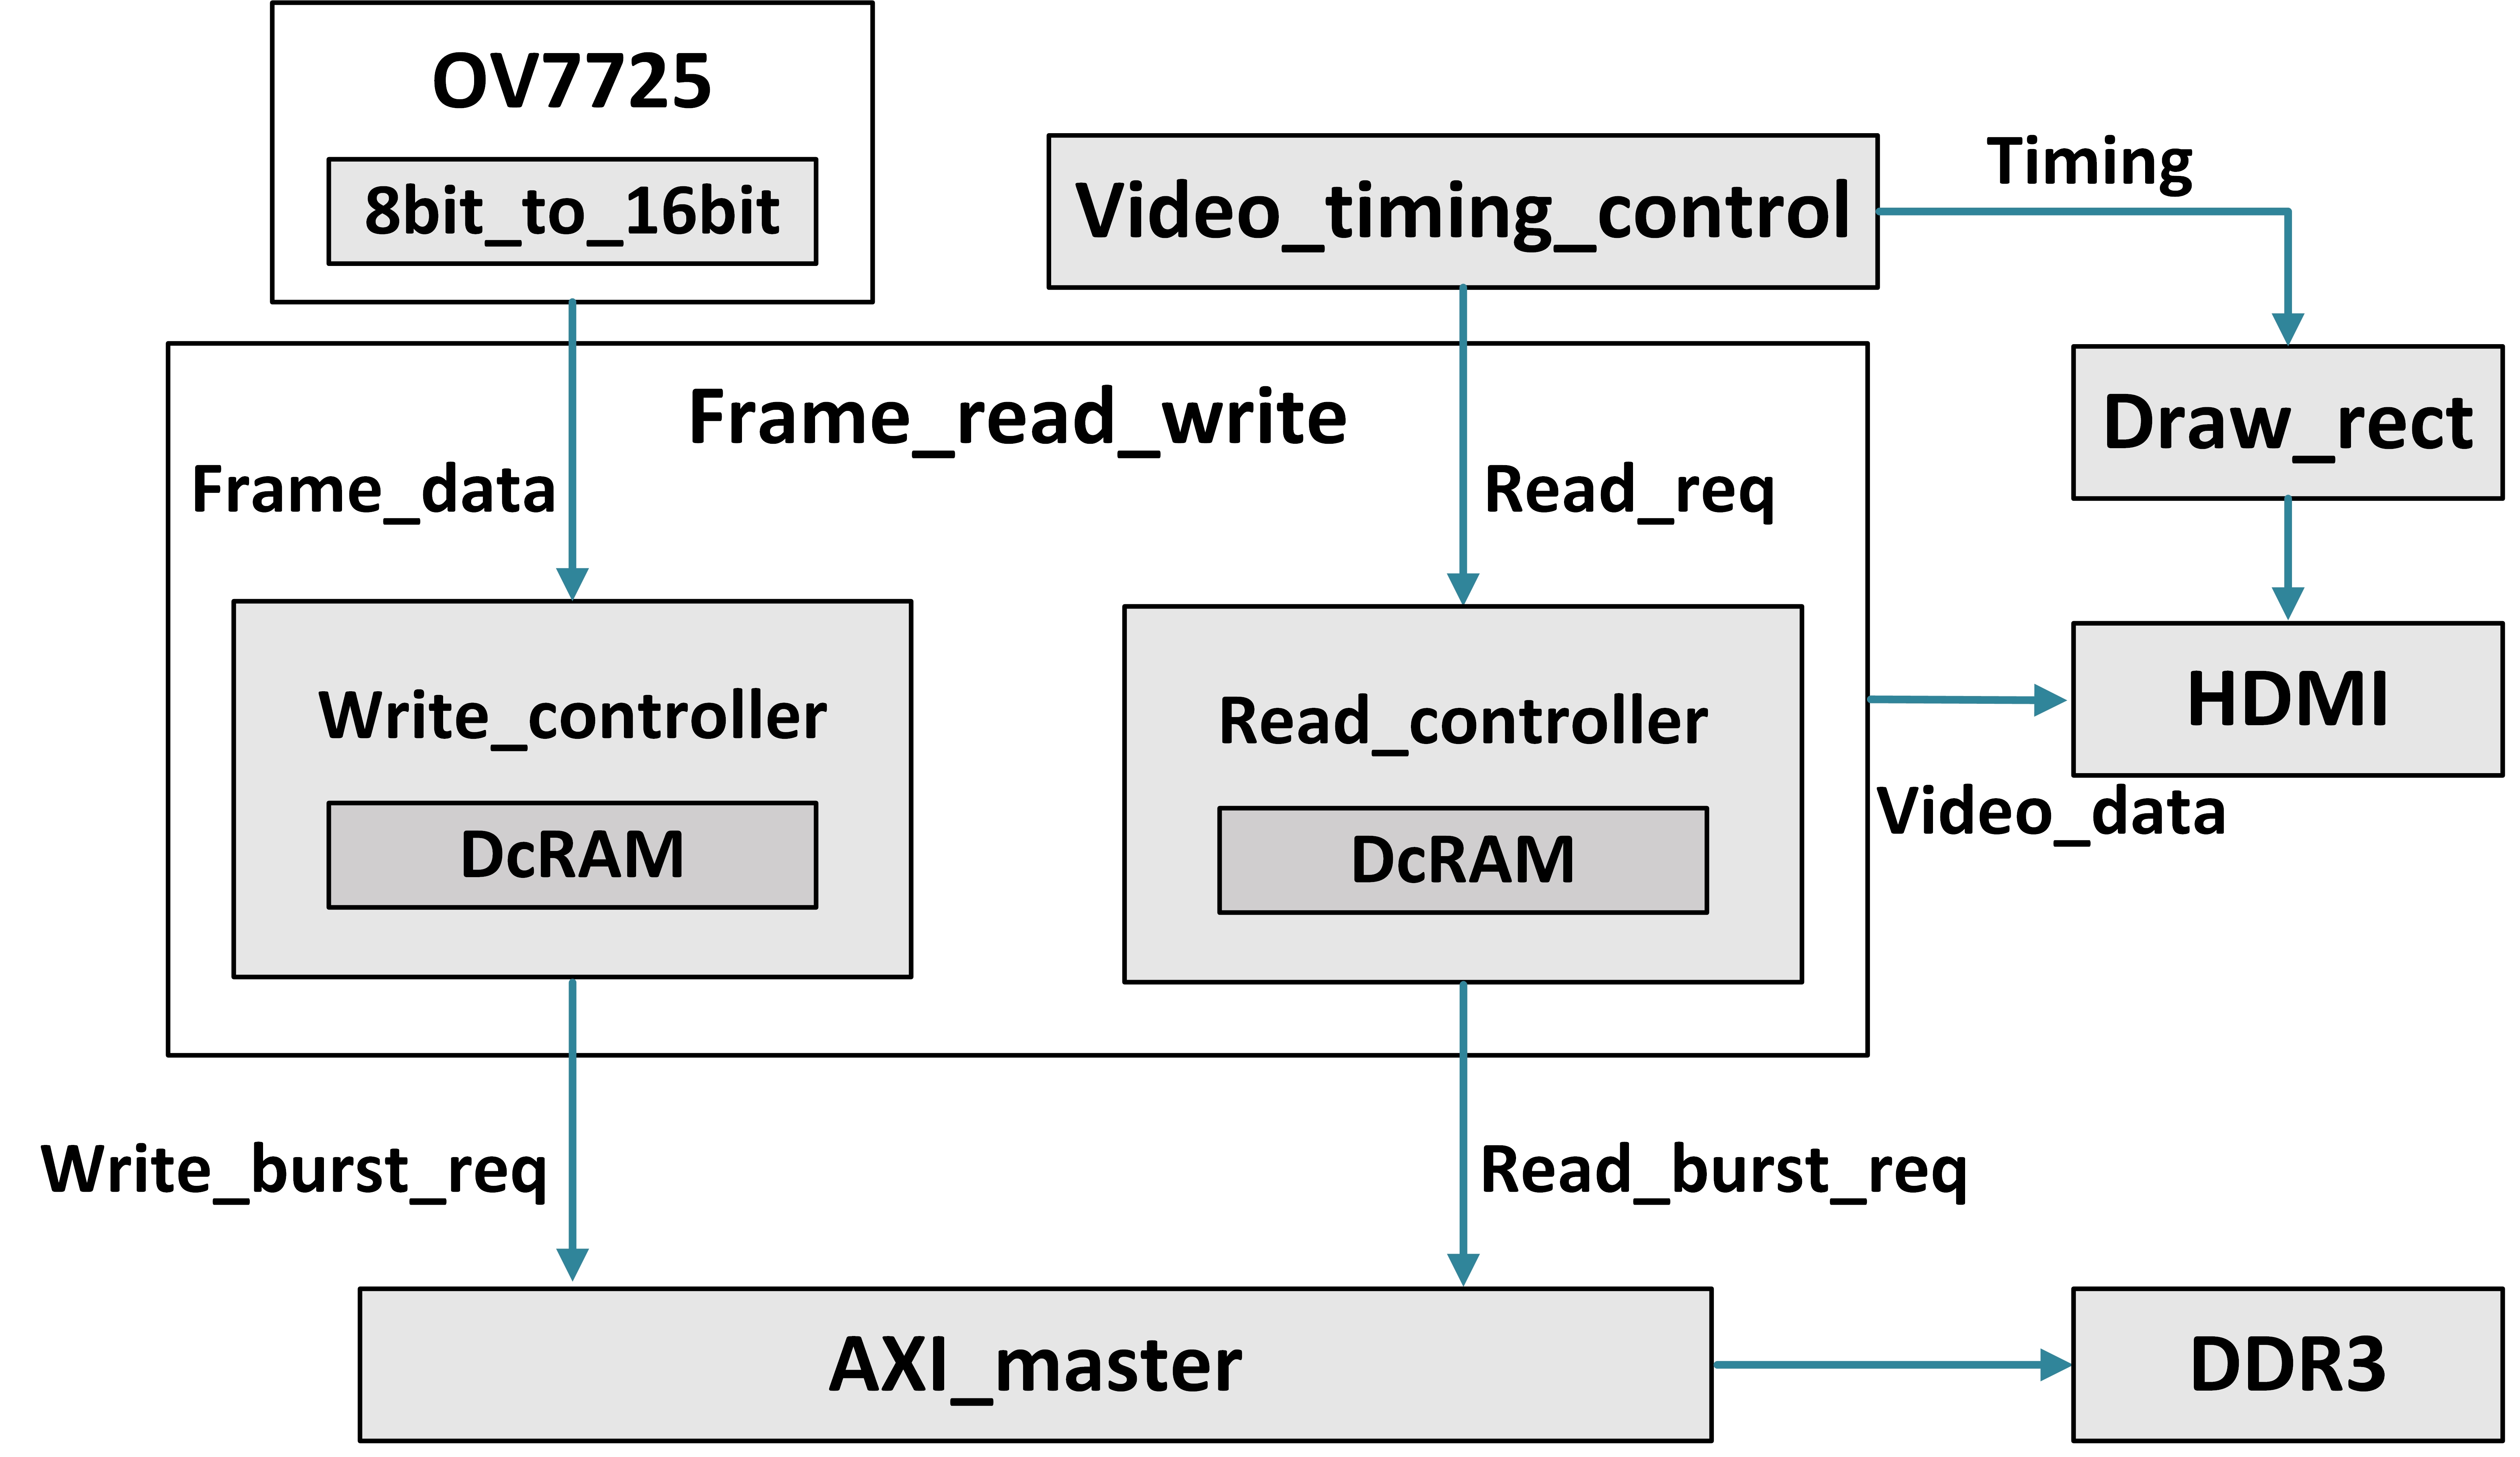 OV7725
8bit_to_16bit
Video_timing_control
Timing
Frame_read_write
Draw_rect
Frame_data
Read_req
Write_controller
Read_controller
HDMI
DcRAM
DcRAM
Video_data
Write_burst_req
Read_burst_req
AXI_master
DDR3